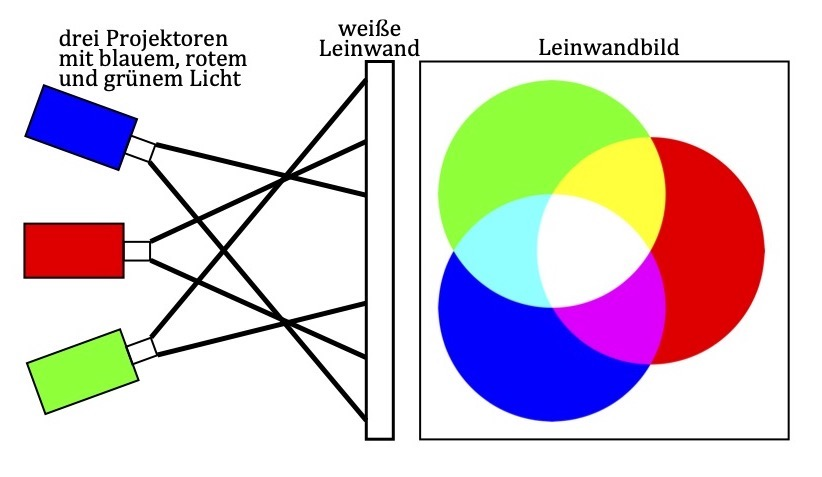 drei Projektoren
mit blauem, rotem
und grünem Licht
weiße
Leinwand
Leinwandbild